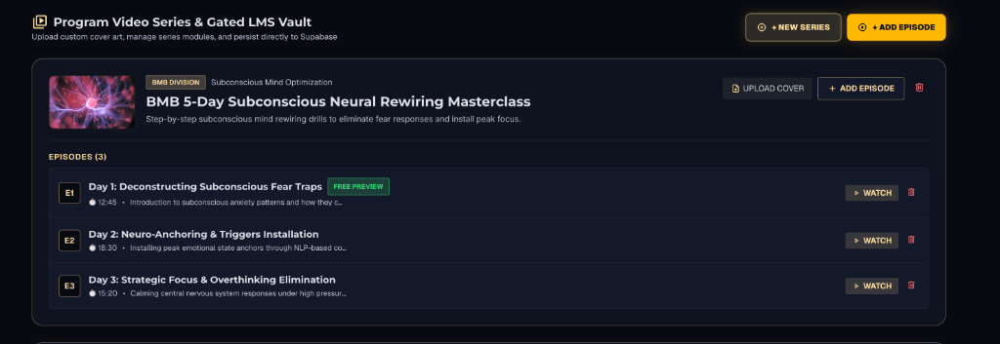 Program Video Series & Gated LMS Vault
Upload custom cover art, manage series modules, and persist directly to Supabase
+ NEW SERIES
+ ADD EPISODE
BMB DIVISION Subconscious Mind Optimization
BMB 5-Day Subconscious Neural Rewiring Masterclass
Step-by-step subconscious mind rewiring drills to eliminate fear responses and install peak focus.
UPLOAD COVER
+ ADD EPISODE
EPISODES (3)
E1
Day 1: Deconstructing Subconscious Fear Traps FREE PREVIEW
12:45 • Introduction to subconscious anxiety patterns and how they c...
WATCH
E2
Day 2: Neuro-Anchoring & Triggers Installation
18:30 • Installing peak emotional state anchors through NLP-based co...
WATCH
E3
Day 3: Strategic Focus & Overthinking Elimination
15:20 • Calming central nervous system responses under high pressur...
WATCH